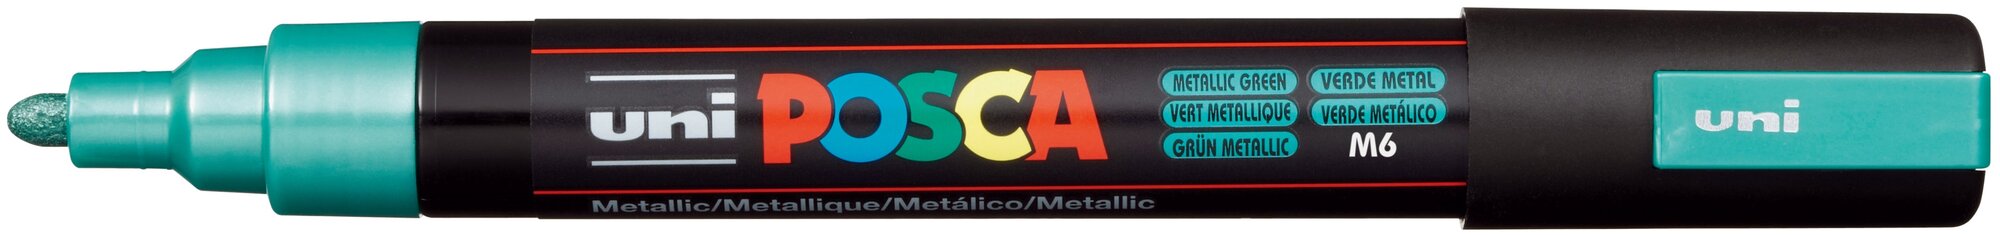 uni POSCA
METALLIC GREEN VERDE METAL
VERT METALLIQUE VERDE METÁLICO
GRÜN METALLIC M6
Metallic/Metallique/Metálico/Metallic
uni